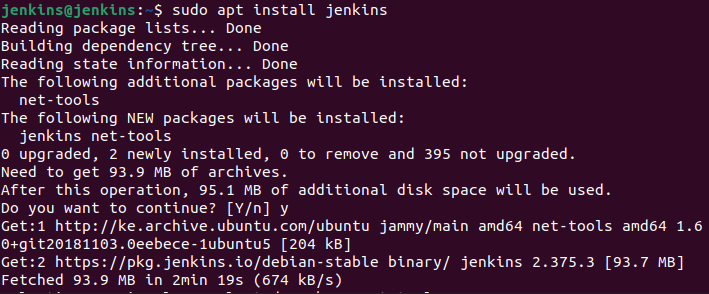 jenkins@jenkins:~$ sudo apt install jenkins
Reading package lists... Done
Building dependency tree... Done
Reading state information... Done
The following additional packages will be installed:
  net-tools
The following NEW packages will be installed:
  jenkins net-tools
0 upgraded, 2 newly installed, 0 to remove and 395 not upgraded.
Need to get 93.9 MB of archives.
After this operation, 95.1 MB of additional disk space will be used.
Do you want to continue? [Y/n] y
Get:1 http://ke.archive.ubuntu.com/ubuntu jammy/main amd64 net-tools amd64 1.6
0+git20181103.0eebece-1ubuntu5 [204 kB]
Get:2 https://pkg.jenkins.io/debian-stable binary/ jenkins 2.375.3 [93.7 MB]
Fetched 93.9 MB in 2min 19s (674 kB/s)